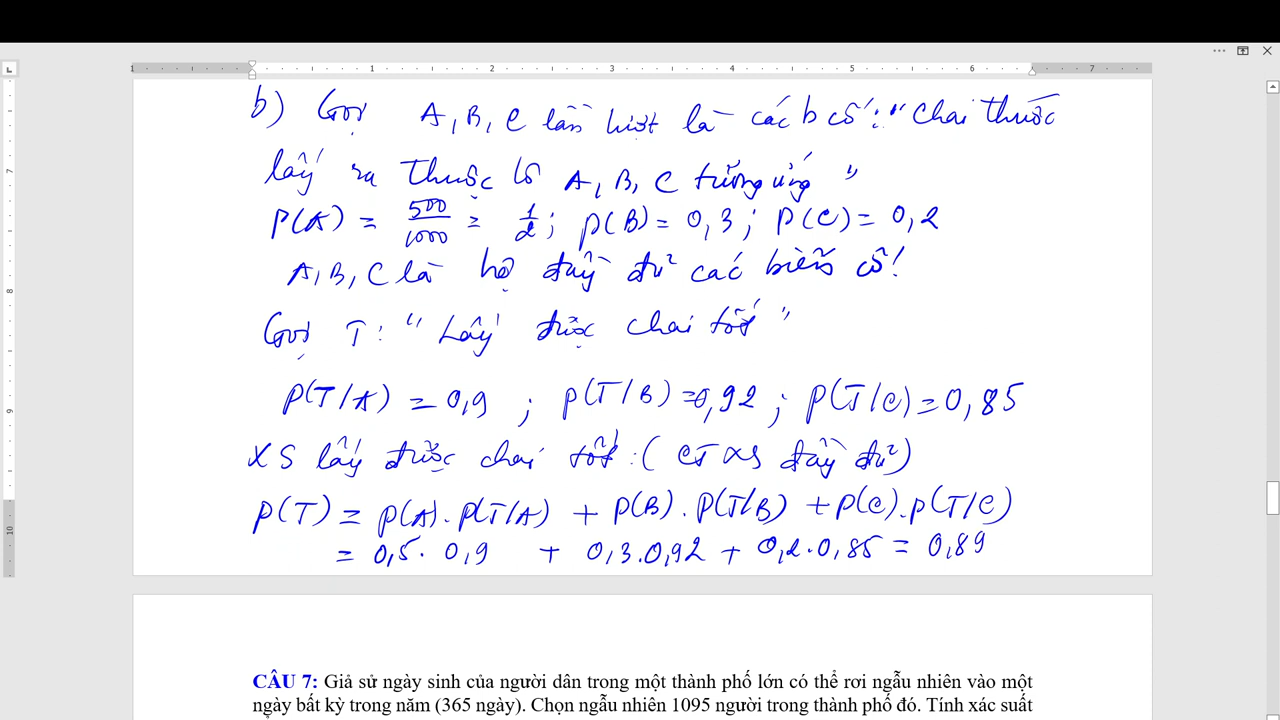 b) Gọi A, B, C lần lượt là các b cố: "Chai thuốc
lấy ra thuộc lô A, B, C tương ứng"
P(A) = 500/1000 = 1/2; P(B) = 0,3; P(C) = 0,2
A, B, C là hệ đầy đủ các biến cố!
Gọi T: "Lấy được chai tốt"
P(T/A) = 0,9 ; P(T/B) = 0,92 ; P(T/C) = 0,85
XS lấy được chai tốt: (CT XS đầy đủ)
P(T) = P(A).P(T/A) + P(B).P(T/B) + P(C).P(T/C)
= 0,5.0,9 + 0,3.0,92 + 0,2.0,85 = 0,89
CÂU 7: Giả sử ngày sinh của người dân trong một thành phố lớn có thể rơi ngẫu nhiên vào một
ngày bất kỳ trong năm (365 ngày). Chọn ngẫu nhiên 1095 người trong thành phố đó. Tính xác suất